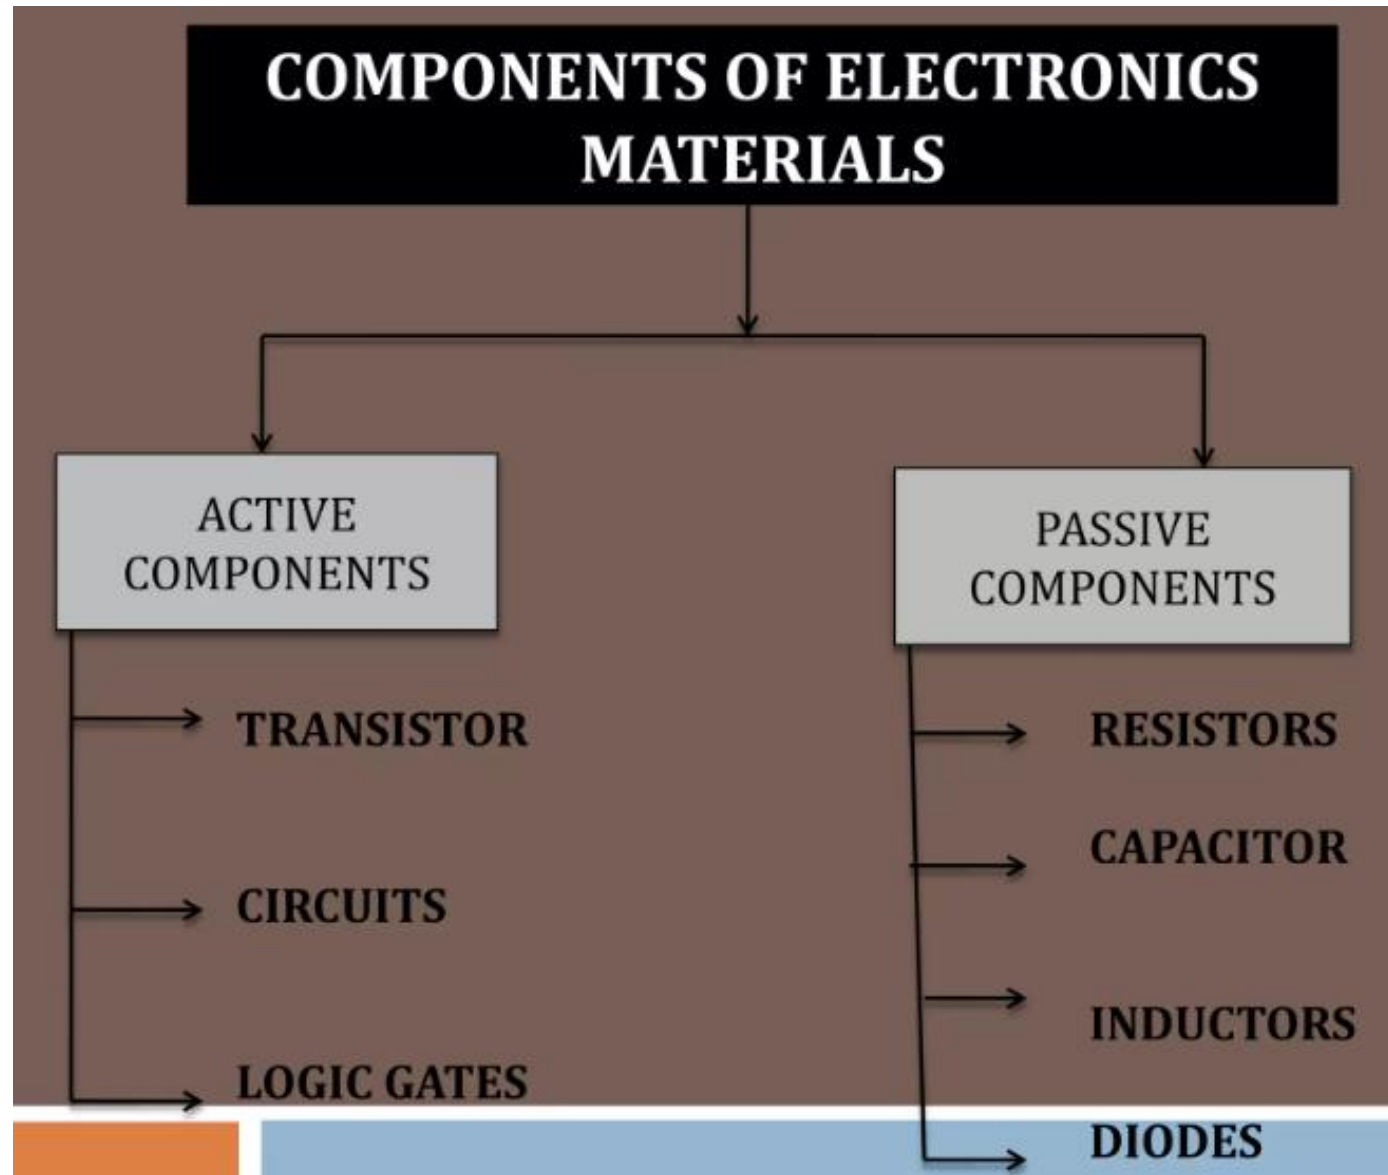 COMPONENTS OF ELECTRONICS
MATERIALS
ACTIVE
COMPONENTS
TRANSISTOR
CIRCUITS
LOGIC GATES
PASSIVE
COMPONENTS
RESISTORS
CAPACITOR
INDUCTORS
DIODES